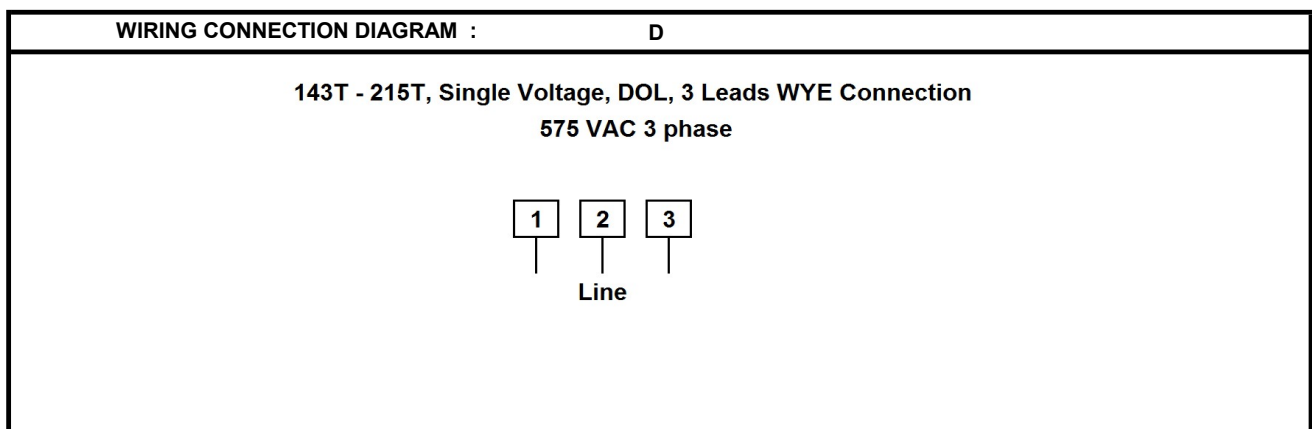 WIRING CONNECTION DIAGRAM : D
143T - 215T, Single Voltage, DOL, 3 Leads WYE Connection
575 VAC 3 phase
1 2 3
Line